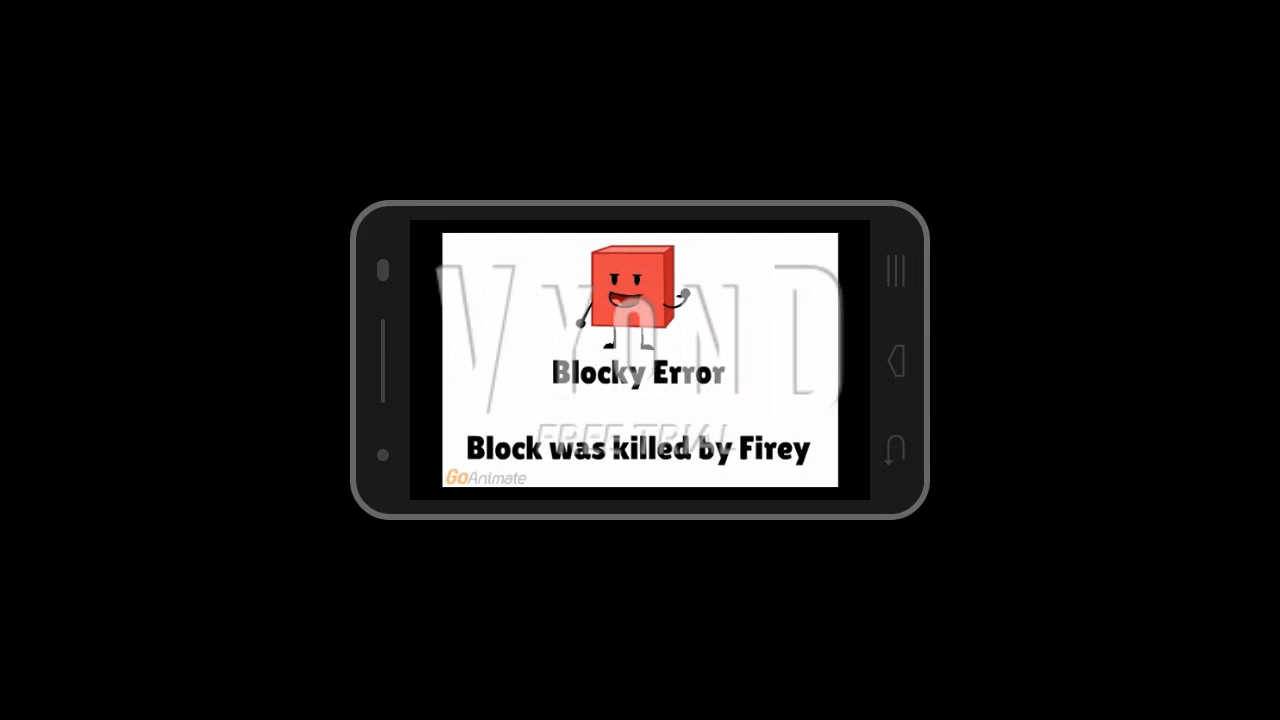 VYOND
Blocky Error
FREE TRIAL
Block was killed by Firey
GoAnimate